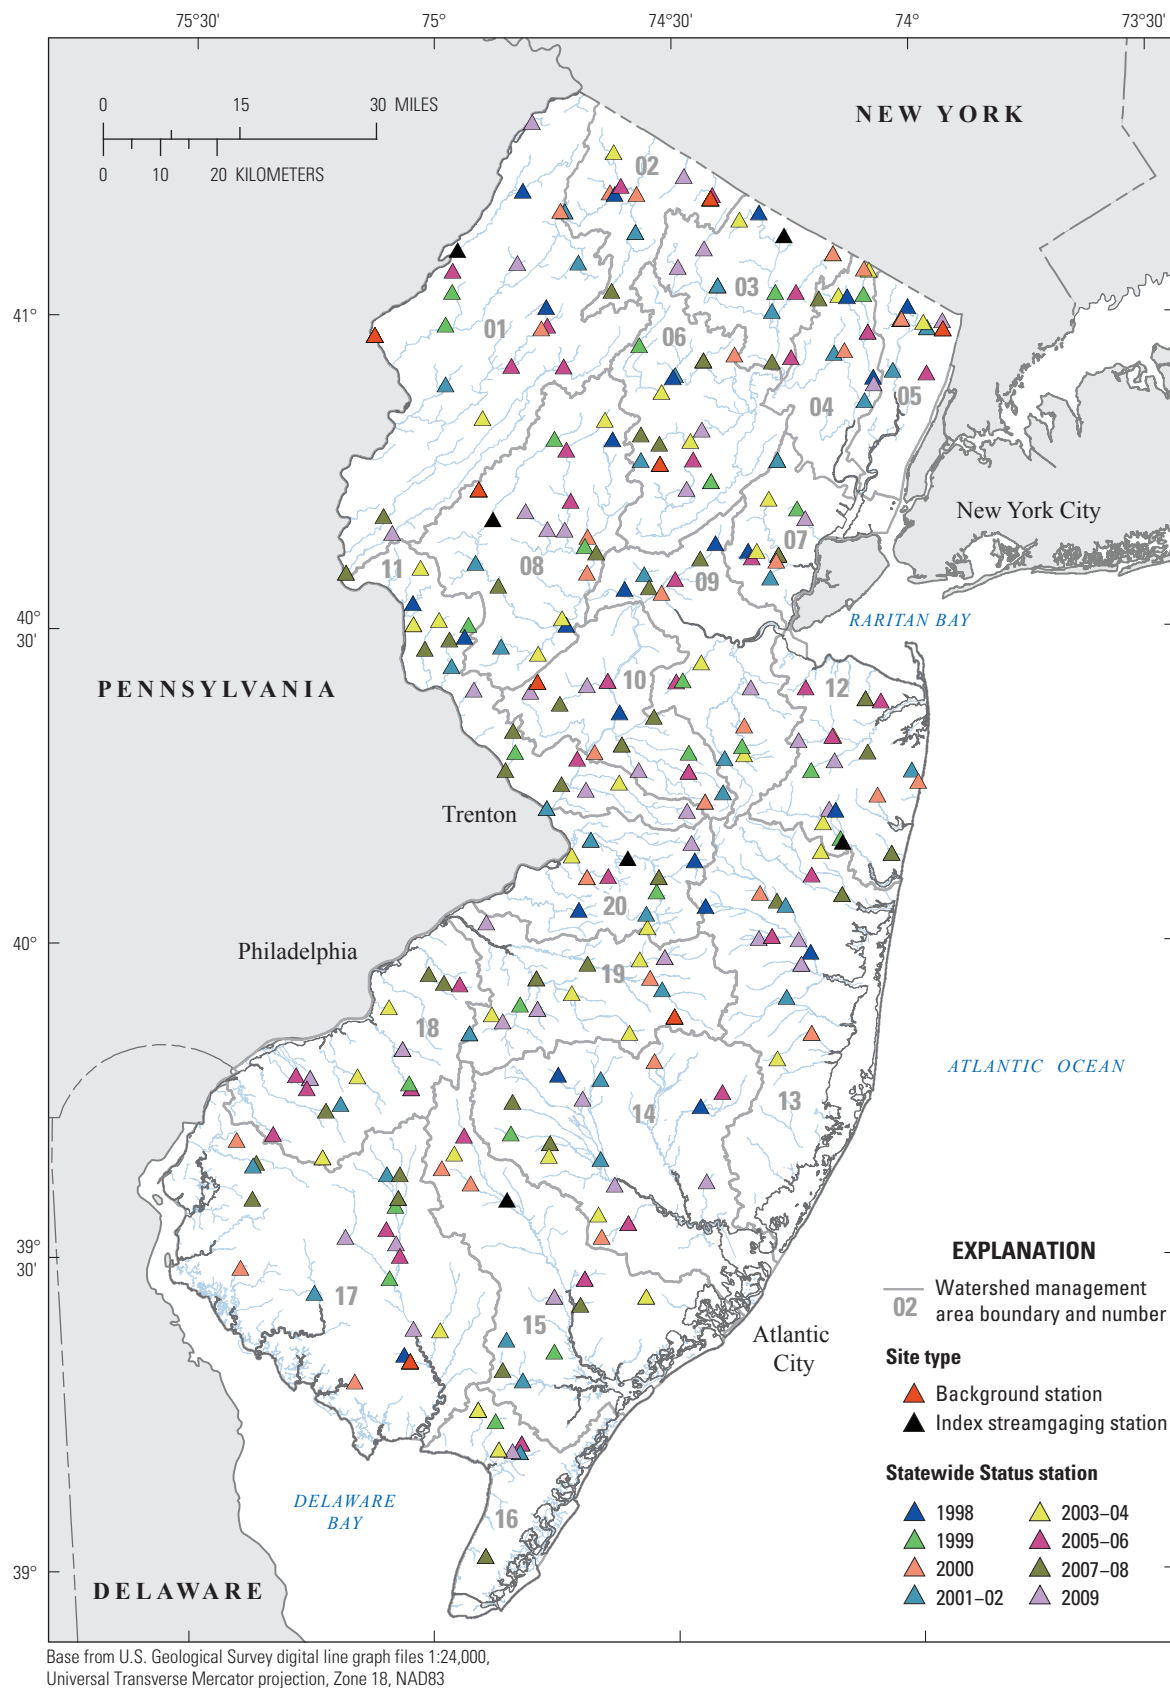 75°30'
75°
74°30'
74°
73°30'
0 15 30 MILES
0 10 20 KILOMETERS
NEW YORK
02
03
41°
01
06
04
05
New York City
07
08
11
09
40°
30'
RARITAN BAY
PENNSYLVANIA
10
12
Trenton
20
40°
Philadelphia
19
18
ATLANTIC OCEAN
14
13
39°
30'
17
15
Atlantic
City
DELAWARE
BAY
16
39°
DELAWARE
EXPLANATION
02 Watershed management
area boundary and number
Site type
Background station
Index streamgaging station
Statewide Status station
1998 2003–04
1999 2005–06
2000 2007–08
2001–02 2009
Base from U.S. Geological Survey digital line graph files 1:24,000,
Universal Transverse Mercator projection, Zone 18, NAD83